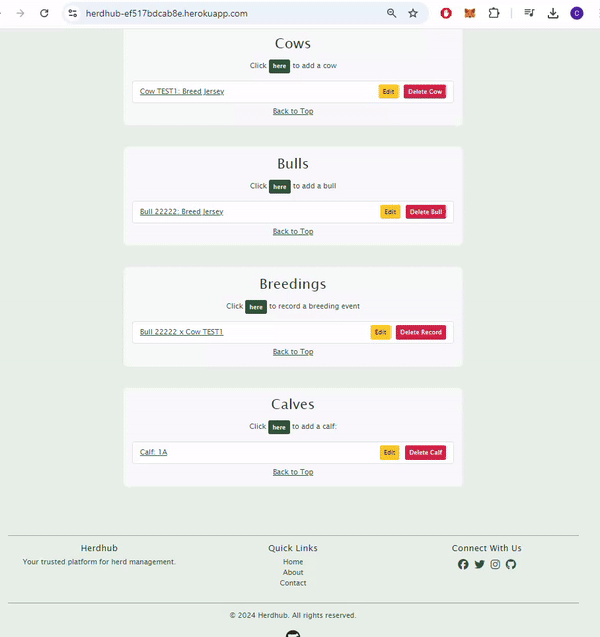 herdhub-ef517bdcab8e.herokuapp.com
C
Cows
Click here to add a cow
Cow TEST1: Breed Jersey Edit Delete Cow
Back to Top
Bulls
Click here to add a bull
Bull 22222: Breed Jersey Edit Delete Bull
Back to Top
Breedings
Click here to record a breeding event
Bull 22222 x Cow TEST1 Edit Delete Record
Back to Top
Calves
Click here to add a calf:
Calf: 1A Edit Delete Calf
Back to Top
Herdhub Quick Links Connect With Us
Your trusted platform for herd management. Home
About
Contact
© 2024 Herdhub. All rights reserved.